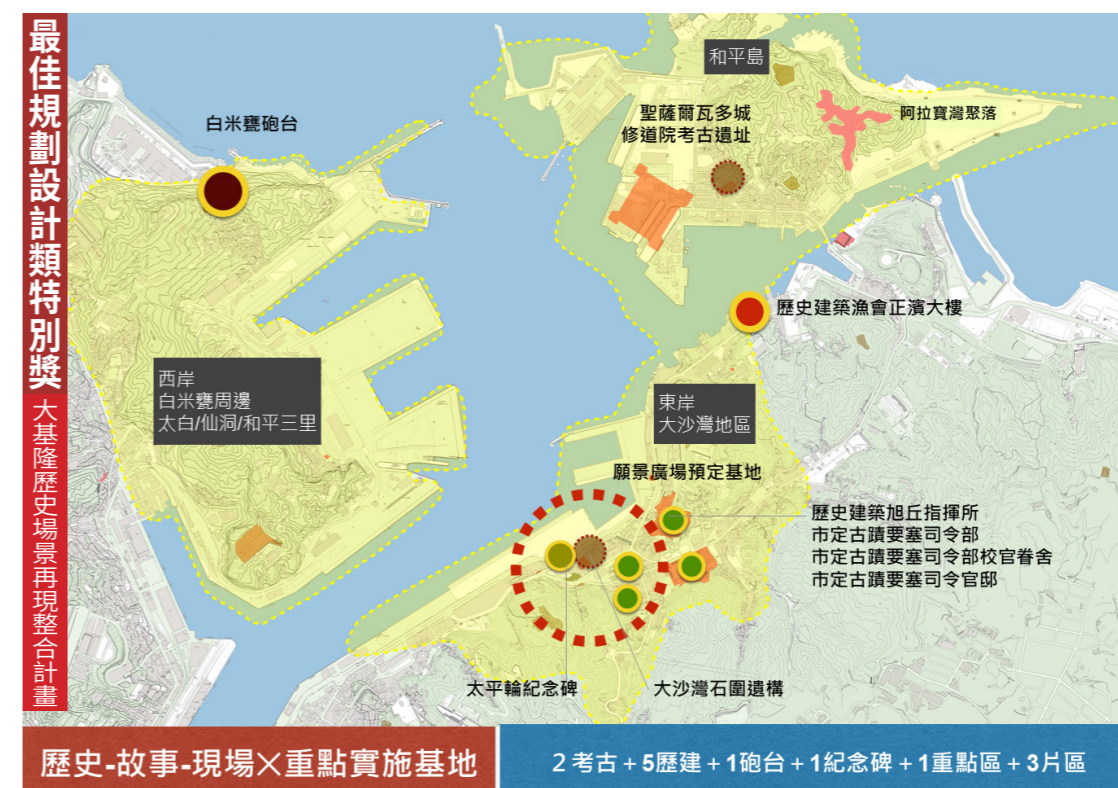 最佳規劃設計類特別獎
大基隆歷史場景再現整合計畫
和平島
白米甕砲台
聖薩爾瓦多城
修道院考古遺址
阿拉寶灣聚落
歷史建築漁會正濱大樓
西岸
白米甕周邊
太白/仙洞/和平三里
東岸
大沙灣地區
願景廣場預定基地
歷史建築旭丘指揮所
市定古蹟要塞司令部
市定古蹟要塞司令部校官眷舍
市定古蹟要塞司令官邸
太平輪紀念碑
大沙灣石圍遺構
歷史-故事-現場×重點實施基地
2考古+5歷建+1砲台+1紀念碑+1重點區+3片區